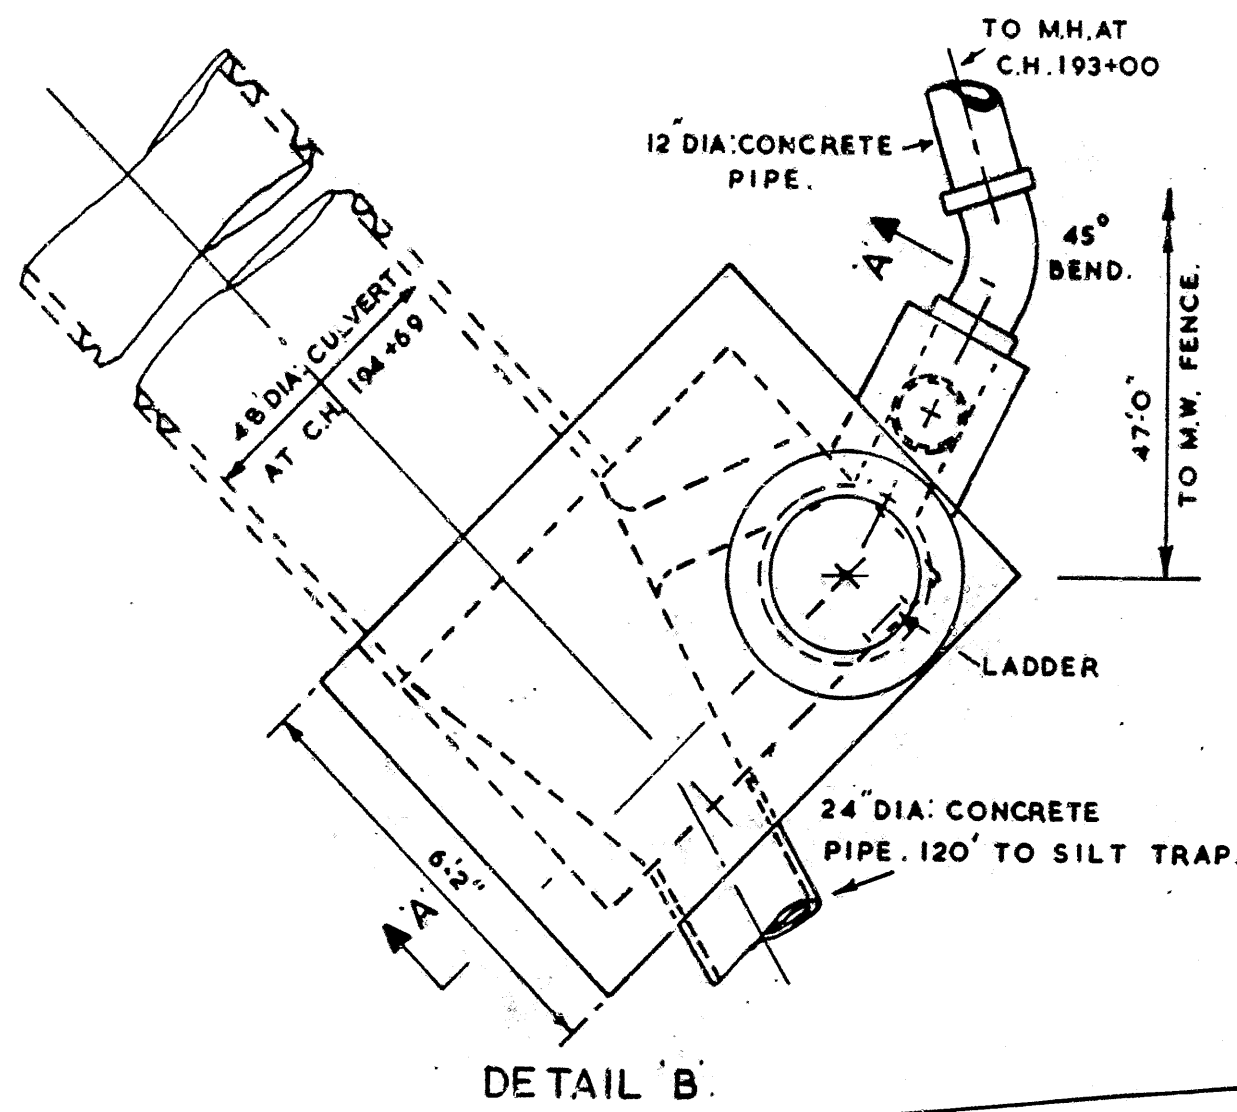 TO M.H. AT
C.H. 193+00
12" DIA: CONCRETE
PIPE.
'A'
45°
BEND.
48" DIA: CULVERT
AT C.H. 194+69
47'-0"
TO M.W. FENCE.
LADDER
24" DIA: CONCRETE
PIPE. 120' TO SILT TRAP.
6'-2"
'A'
DETAIL 'B'.